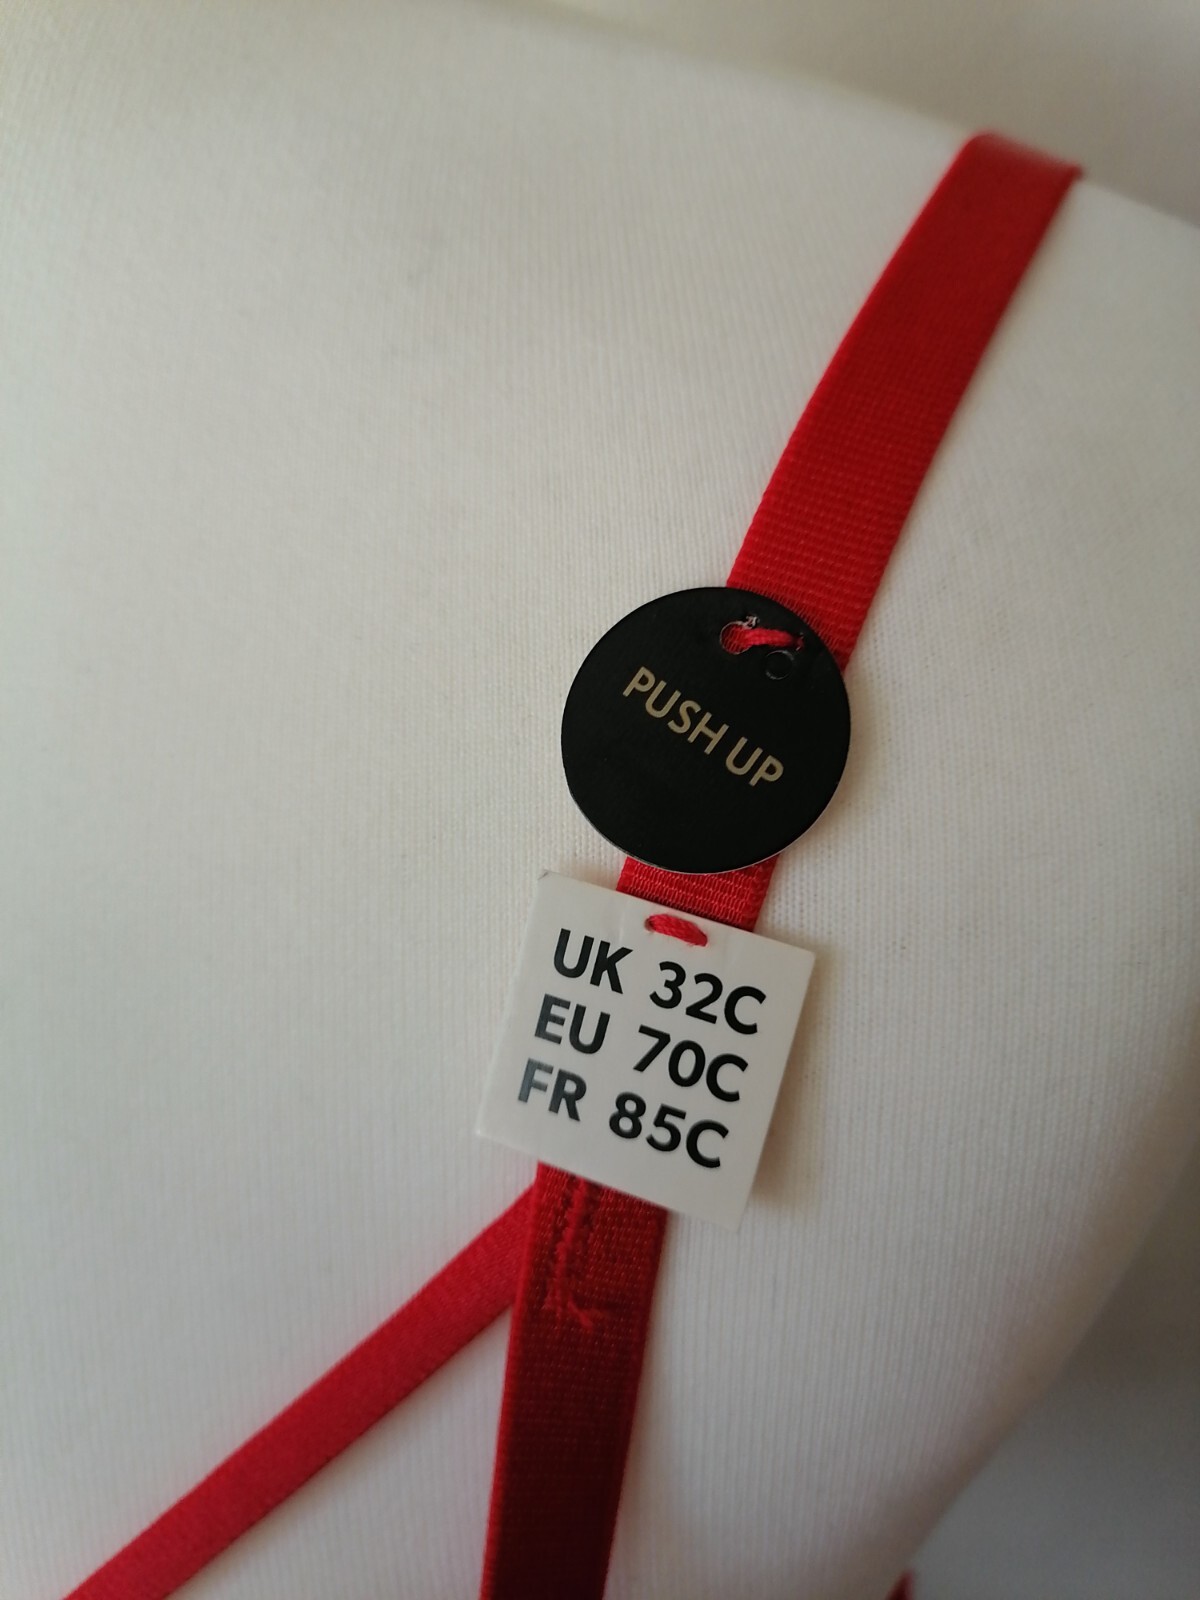 PUSH UP
UK 32C
EU 70C
FR 85C